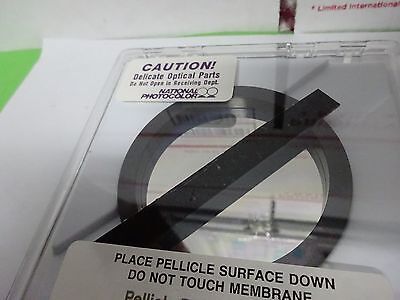 * Limited Internationa
CAUTION!
Delicate Optical Parts
Do Not Open in Receiving Dept.
NATIONAL
PHOTOCOLOR
PLACE PELLICLE SURFACE DOWN
DO NOT TOUCH MEMBRANE